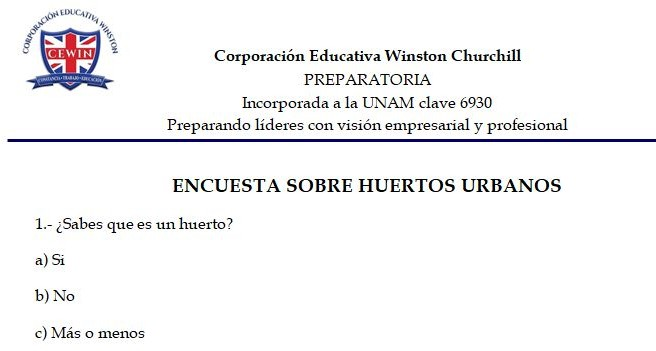 CORPORACIÓN EDUCATIVA WINSTON
CEWIN
CONSTANCIA•TRABAJO•EDUCACIÓN
Corporación Educativa Winston Churchill
PREPARATORIA
Incorporada a la UNAM clave 6930
Preparando líderes con visión empresarial y profesional
ENCUESTA SOBRE HUERTOS URBANOS
1.- ¿Sabes que es un huerto?
a) Si
b) No
c) Más o menos